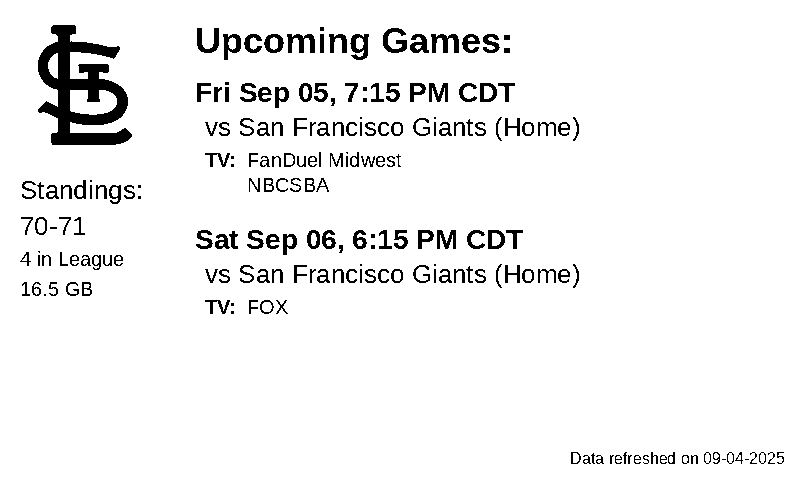 STL
Standings:
70-71
4 in League
16.5 GB
Upcoming Games:
Fri Sep 05, 7:15 PM CDT
vs San Francisco Giants (Home)
TV: FanDuel Midwest
NBCSBA
Sat Sep 06, 6:15 PM CDT
vs San Francisco Giants (Home)
TV: FOX
Data refreshed on 09-04-2025